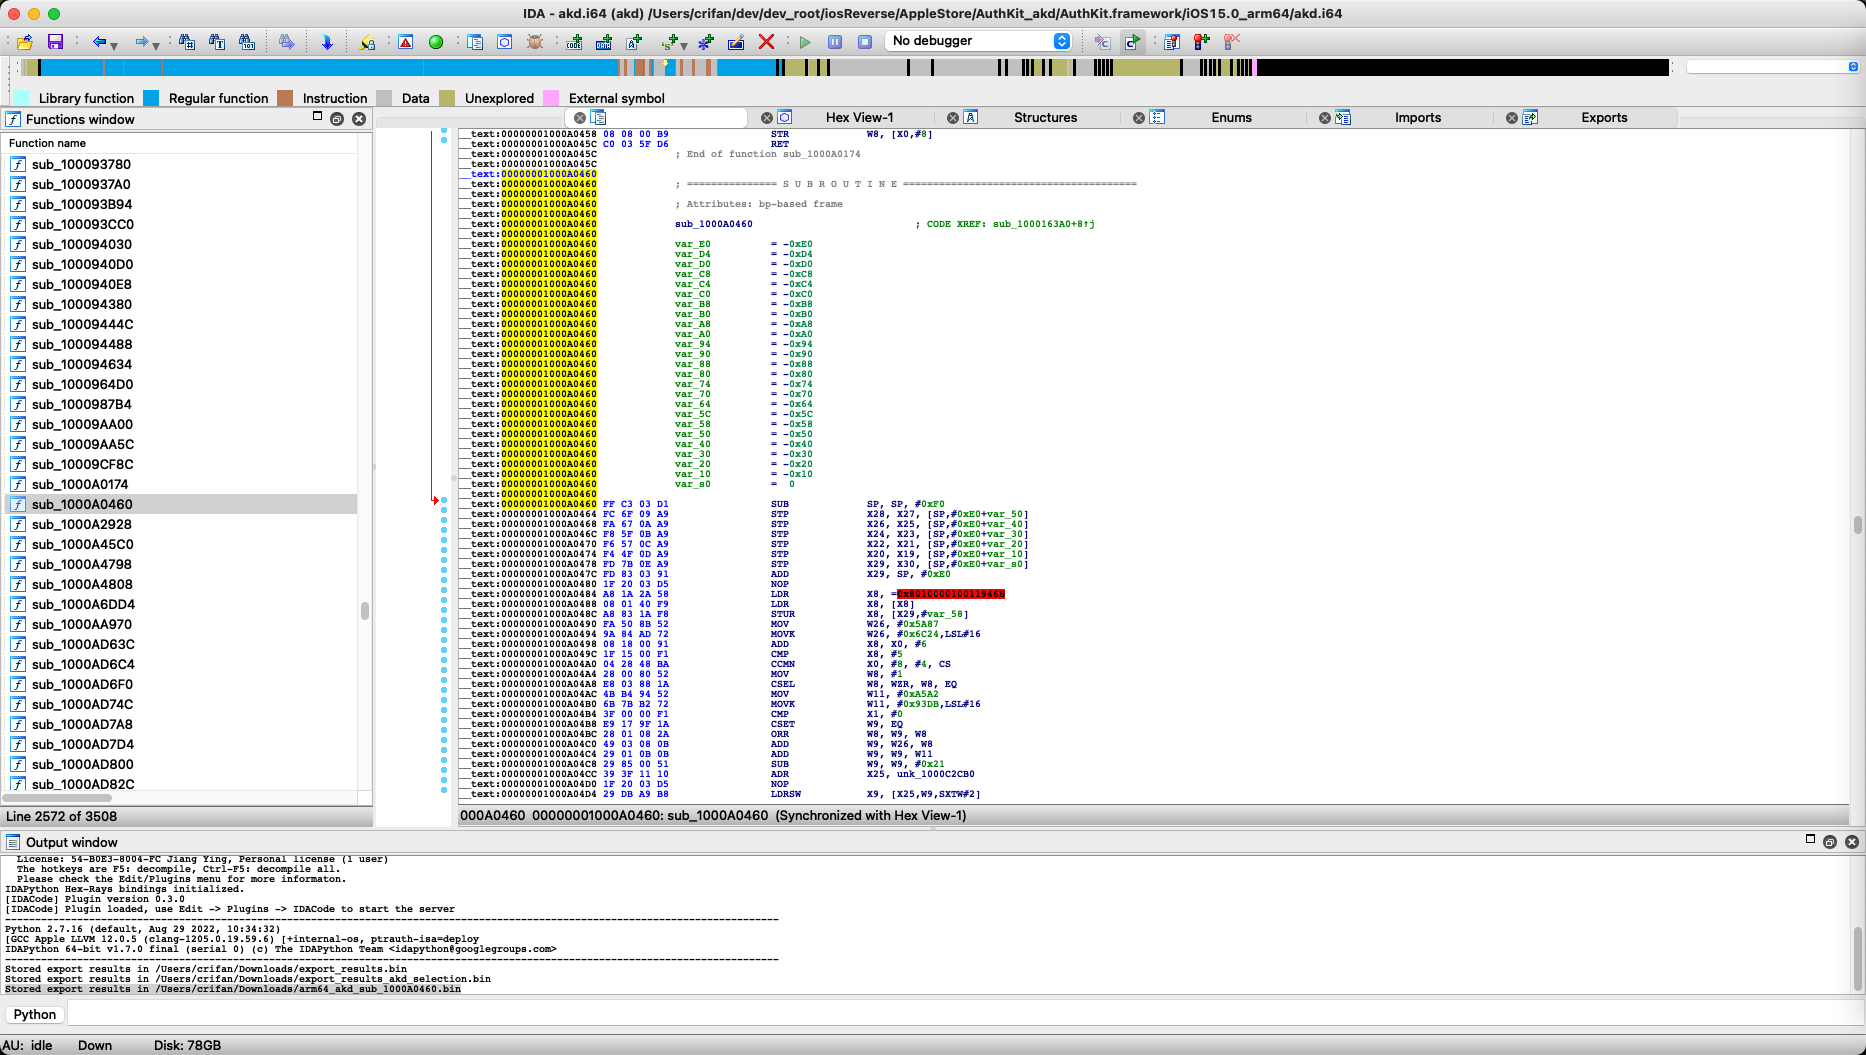 IDA - akd.i64 (akd) /Users/crifan/dev/dev_root/iosReverse/AppleStore/AuthKit_akd/AuthKit.framework/iOS15.0_arm64/akd.i64
No debugger
Library function Regular function Instruction Data Unexplored External symbol
Functions window
Hex View-1 Structures Enums Imports Exports
Function name
sub_100093780
sub_1000937A0
sub_100093B94
sub_100093CC0
sub_100094030
sub_1000940D0
sub_1000940E8
sub_100094380
sub_10009444C
sub_100094488
sub_100094634
sub_1000964D0
sub_1000987B4
sub_10009AA00
sub_10009AA5C
sub_10009CF8C
sub_1000A0174
sub_1000A0460
sub_1000A2928
sub_1000A45C0
sub_1000A4798
sub_1000A4808
sub_1000A6DD4
sub_1000AA970
sub_1000AD63C
sub_1000AD6C4
sub_1000AD6F0
sub_1000AD74C
sub_1000AD7A8
sub_1000AD7D4
sub_1000AD800
sub_1000AD82C
Line 2572 of 3508
__text:00000001000A0458 08 08 00 B9 STR W8, [X0,#8]
__text:00000001000A045C C0 03 5F D6 RET
__text:00000001000A045C ; End of function sub_1000A0174
__text:00000001000A045C
__text:00000001000A0460
__text:00000001000A0460 ; =============== S U B R O U T I N E =======================================
__text:00000001000A0460
__text:00000001000A0460 ; Attributes: bp-based frame
__text:00000001000A0460
__text:00000001000A0460 sub_1000A0460 ; CODE XREF: sub_1000163A0+8↑j
__text:00000001000A0460
__text:00000001000A0460 var_E0 = -0xE0
__text:00000001000A0460 var_D4 = -0xD4
__text:00000001000A0460 var_D0 = -0xD0
__text:00000001000A0460 var_C8 = -0xC8
__text:00000001000A0460 var_C4 = -0xC4
__text:00000001000A0460 var_C0 = -0xC0
__text:00000001000A0460 var_B8 = -0xB8
__text:00000001000A0460 var_B0 = -0xB0
__text:00000001000A0460 var_A8 = -0xA8
__text:00000001000A0460 var_A0 = -0xA0
__text:00000001000A0460 var_94 = -0x94
__text:00000001000A0460 var_90 = -0x90
__text:00000001000A0460 var_88 = -0x88
__text:00000001000A0460 var_80 = -0x80
__text:00000001000A0460 var_74 = -0x74
__text:00000001000A0460 var_70 = -0x70
__text:00000001000A0460 var_64 = -0x64
__text:00000001000A0460 var_5C = -0x5C
__text:00000001000A0460 var_58 = -0x58
__text:00000001000A0460 var_50 = -0x50
__text:00000001000A0460 var_40 = -0x40
__text:00000001000A0460 var_30 = -0x30
__text:00000001000A0460 var_20 = -0x20
__text:00000001000A0460 var_10 = -0x10
__text:00000001000A0460 var_s0 = 0
__text:00000001000A0460
__text:00000001000A0460 FF C3 03 D1 SUB SP, SP, #0xF0
__text:00000001000A0464 FC 6F 09 A9 STP X28, X27, [SP,#0xE0+var_50]
__text:00000001000A0468 FA 67 0A A9 STP X26, X25, [SP,#0xE0+var_40]
__text:00000001000A046C F8 5F 0B A9 STP X24, X23, [SP,#0xE0+var_30]
__text:00000001000A0470 F6 57 0C A9 STP X22, X21, [SP,#0xE0+var_20]
__text:00000001000A0474 F4 4F 0D A9 STP X20, X19, [SP,#0xE0+var_10]
__text:00000001000A0478 FD 7B 0E A9 STP X29, X30, [SP,#0xE0+var_s0]
__text:00000001000A047C FD 83 03 91 ADD X29, SP, #0xE0
__text:00000001000A0480 1F 20 03 D5 NOP
__text:00000001000A0484 A8 1A 2A 58 LDR X8, =0x801000010011946B
__text:00000001000A0488 08 01 40 F9 LDR X8, [X8]
__text:00000001000A048C A8 83 1A F8 STUR X8, [X29,#var_58]
__text:00000001000A0490 FA 50 8B 52 MOV W26, #0x5A87
__text:00000001000A0494 9A 84 AD 72 MOVK W26, #0x6C24,LSL#16
__text:00000001000A0498 08 18 00 91 ADD X8, X0, #6
__text:00000001000A049C 1F 15 00 F1 CMP X8, #5
__text:00000001000A04A0 04 28 48 BA CCMN X0, #8, #4, CS
__text:00000001000A04A4 28 00 80 52 MOV W8, #1
__text:00000001000A04A8 E8 03 88 1A CSEL W8, WZR, W8, EQ
__text:00000001000A04AC 4B B4 94 52 MOV W11, #0xA5A2
__text:00000001000A04B0 6B 7B B2 72 MOVK W11, #0x93DB,LSL#16
__text:00000001000A04B4 3F 00 00 F1 CMP X1, #0
__text:00000001000A04B8 E9 17 9F 1A CSET W9, EQ
__text:00000001000A04BC 28 01 08 2A ORR W8, W9, W8
__text:00000001000A04C0 49 03 08 0B ADD W9, W26, W8
__text:00000001000A04C4 29 01 0B 0B ADD W9, W9, W11
__text:00000001000A04C8 29 85 00 51 SUB W9, W9, #0x21
__text:00000001000A04CC 39 3F 11 10 ADR X25, unk_1000C2CB0
__text:00000001000A04D0 1F 20 03 D5 NOP
__text:00000001000A04D4 29 DB A9 B8 LDRSW X9, [X25,W9,SXTW#2]
000A0460 00000001000A0460: sub_1000A0460 (Synchronized with Hex View-1)
Output window
License: 54-B0E3-8004-FC Jiang Ying, Personal license (1 user)
The hotkeys are F5: decompile, Ctrl-F5: decompile all.
Please check the Edit/Plugins menu for more informaton.
IDAPython Hex-Rays bindings initialized.
[IDACode] Plugin version 0.3.0
[IDACode] Plugin loaded, use Edit -> Plugins -> IDACode to start the server
Python 2.7.16 (default, Aug 29 2022, 10:34:32)
[GCC Apple LLVM 12.0.5 (clang-1205.0.19.59.6) [+internal-os, ptrauth-isa=deploy
IDAPython 64-bit v1.7.0 final (serial 0) (c) The IDAPython Team <idapython@googlegroups.com>
Stored export results in /Users/crifan/Downloads/export_results.bin
Stored export results in /Users/crifan/Downloads/export_results_akd_selection.bin
Stored export results in /Users/crifan/Downloads/arm64_akd_sub_1000A0460.bin
Python
AU: idle Down Disk: 78GB